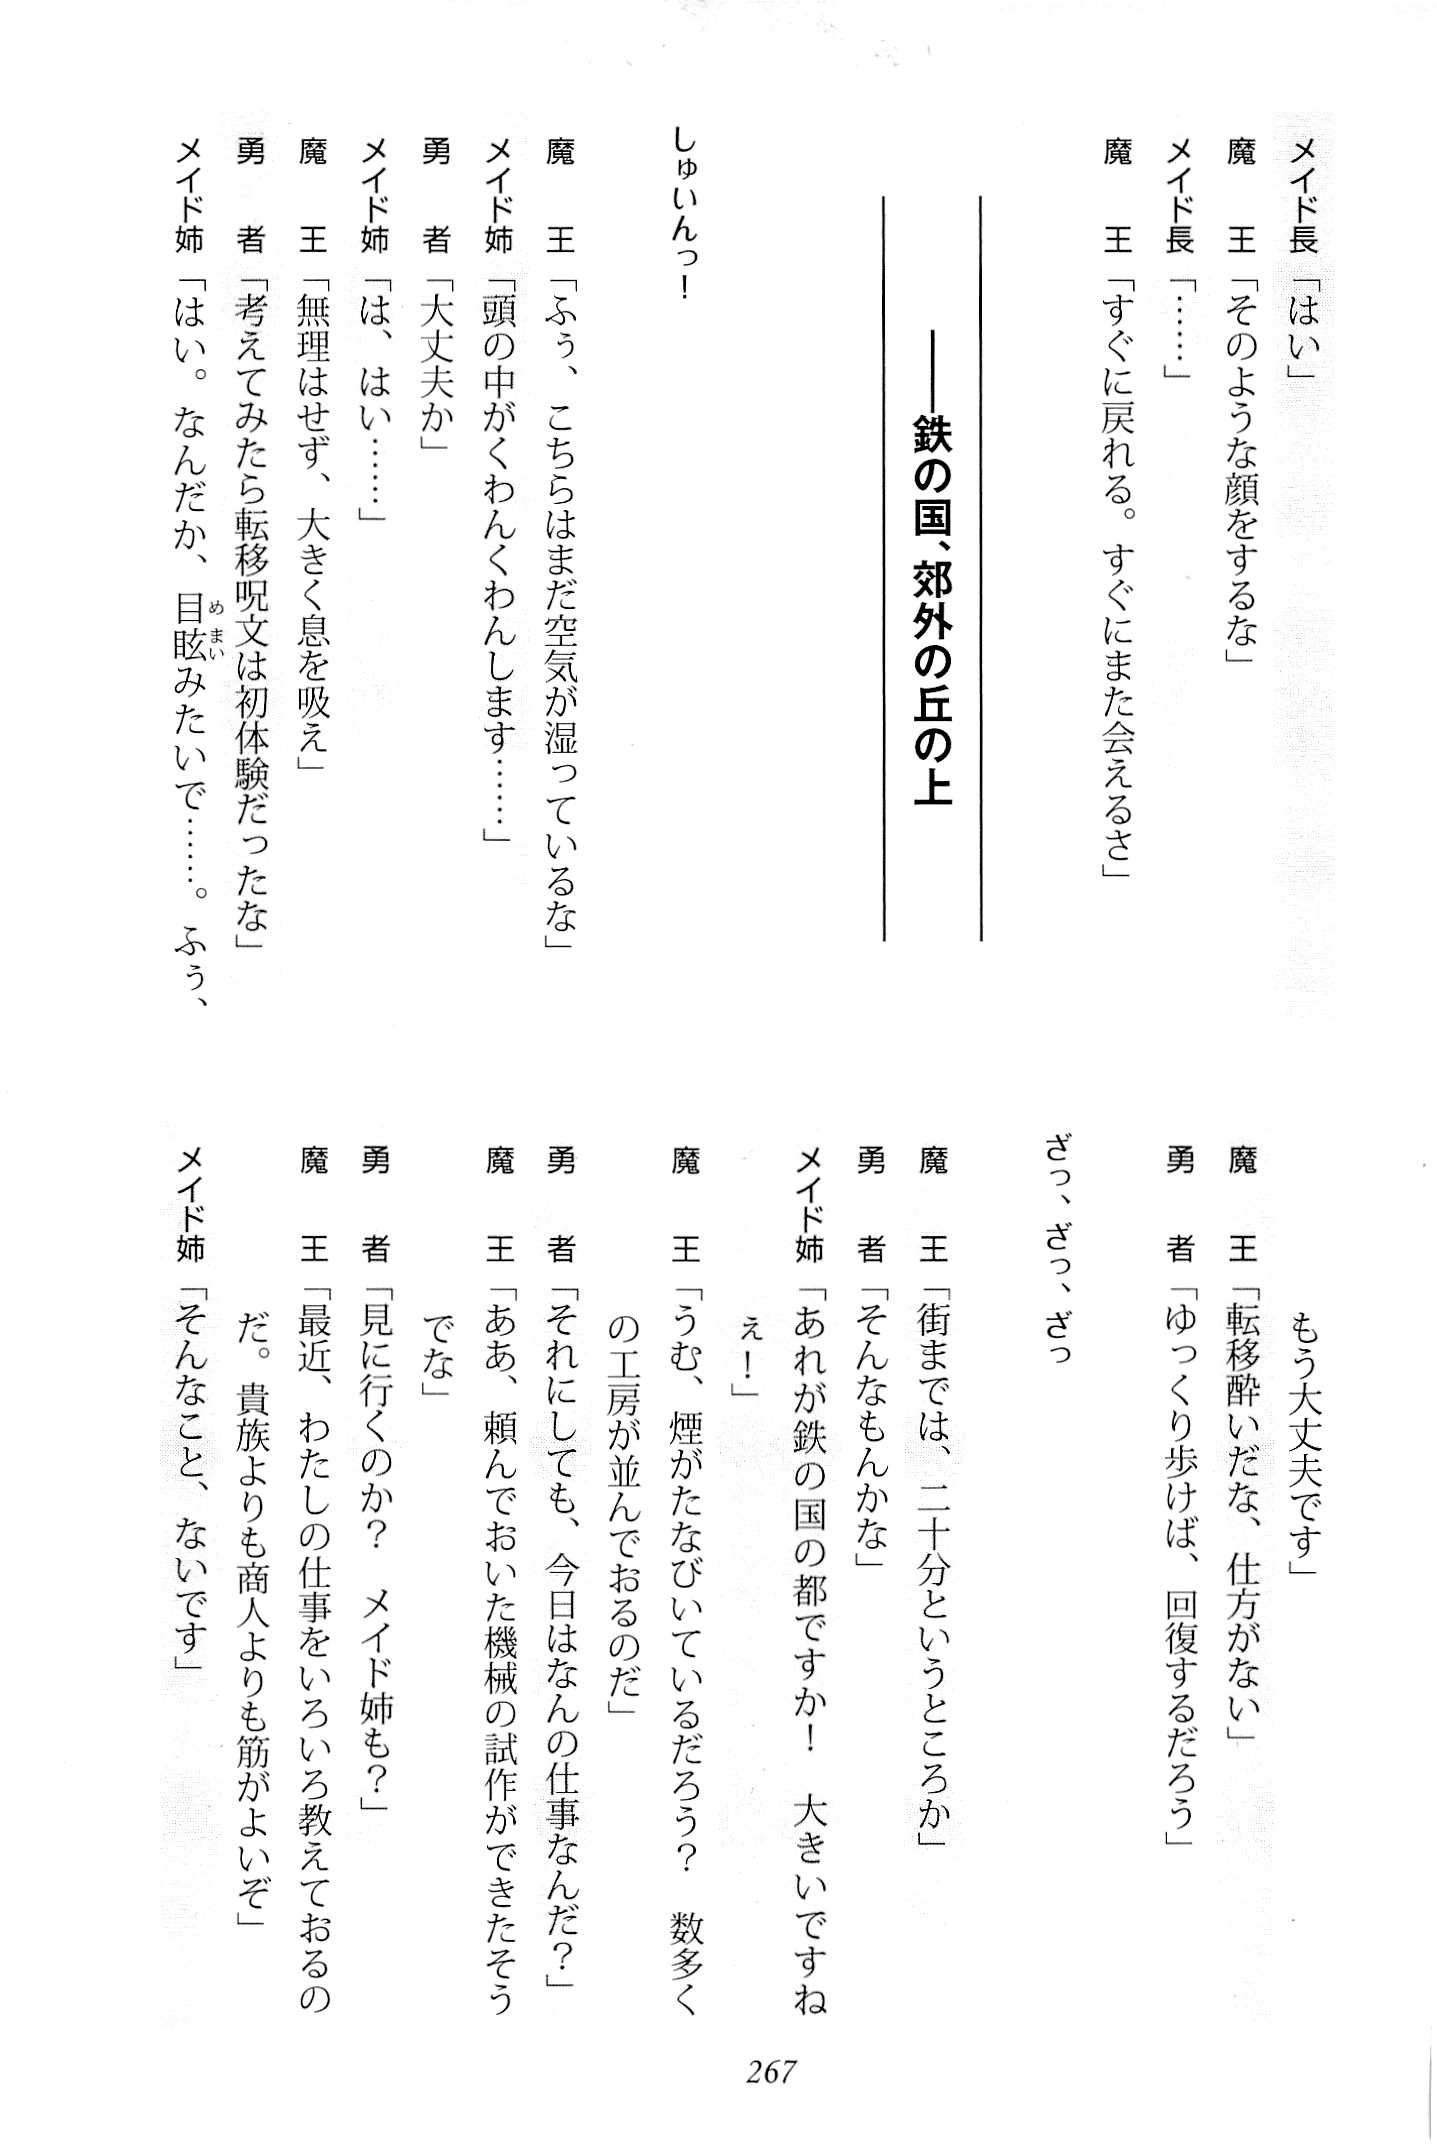 メイド長「はい」
魔　王「そのような顔をするな」
メイド長「……」
魔　王「すぐに戻れる。すぐにまた会えるさ」
――鉄の国、郊外の丘の上
しゅいんっ！
魔　王「ふぅ、こちらはまだ空気が湿っているな」
メイド姉「頭の中がくわんくわんします……」
勇　者「大丈夫か」
メイド姉「は、はい……」
魔　王「無理はせず、大きく息を吸え」
勇　者「考えてみたら転移呪文は初体験だったな」
メイド姉「はい。なんだか、目眩みたいで……。ふぅ、
めまい
もう大丈夫です」
魔　王「転移酔いだな、仕方がない」
勇　者「ゆっくり歩けば、回復するだろう」
ざっ、ざっ、ざっ
魔　王「街までは、二十分というところか」
勇　者「そんなもんかな」
メイド姉「あれが鉄の国の都ですか！　大きいですね
ぇ！」
魔　王「うむ、煙がたなびいているだろう？　数多く
の工房が並んでおるのだ」
勇　者「それにしても、今日はなんの仕事なんだ？」
魔　王「ああ、頼んでおいた機械の試作ができたそう
でな」
勇　者「見に行くのか？　メイド姉も？」
魔　王「最近、わたしの仕事をいろいろ教えておるの
だ。貴族よりも商人よりも筋がよいぞ」
メイド姉「そんなこと、ないです」
267